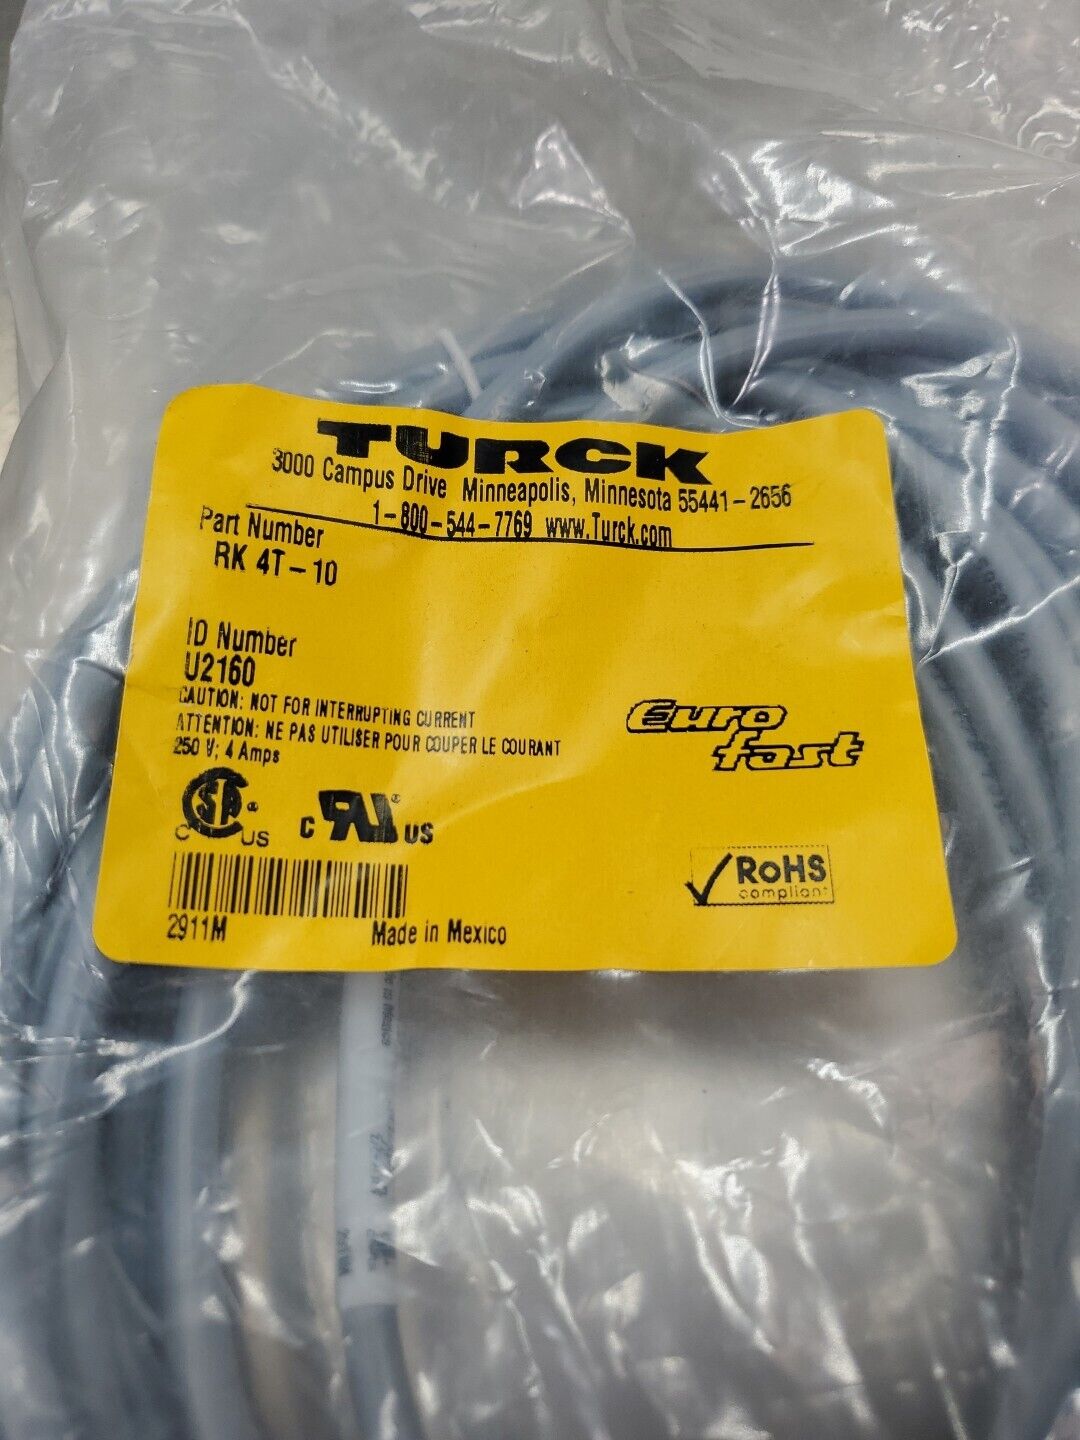 TURCK
3000 Campus Drive Minneapolis, Minnesota 55441-2656
1-800-544-7769 www.Turck.com
Part Number
RK 4T-10
ID Number
U2160
CAUTION: NOT FOR INTERRUPTING CURRENT
ATTENTION: NE PAS UTILISER POUR COUPER LE COURANT
250 V; 4 Amps
Euro
fast
C SA ® US
C UR ® US
RoHS
compliant
2911M
Made in Mexico